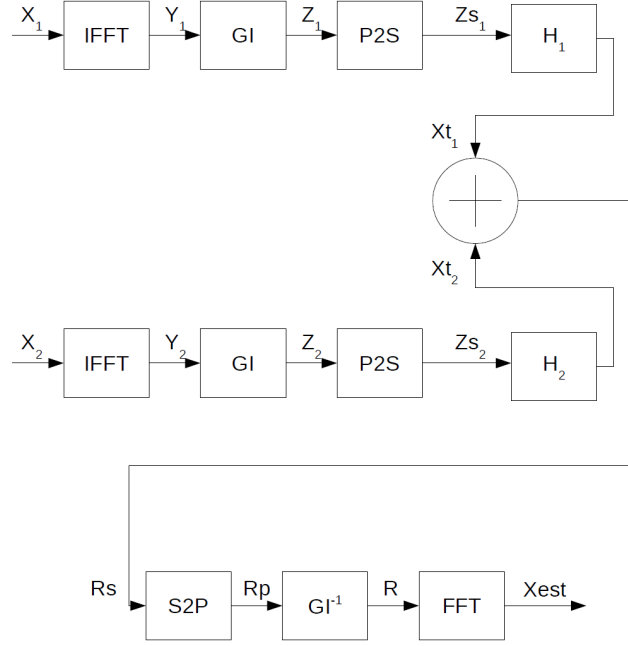 X₁ IFFT Y₁ GI Z₁ P2S Zs₁ H₁
Xt₁
Xt₂
X₂ IFFT Y₂ GI Z₂ P2S Zs₂ H₂
Rs S2P Rp GI⁻¹ R FFT Xest